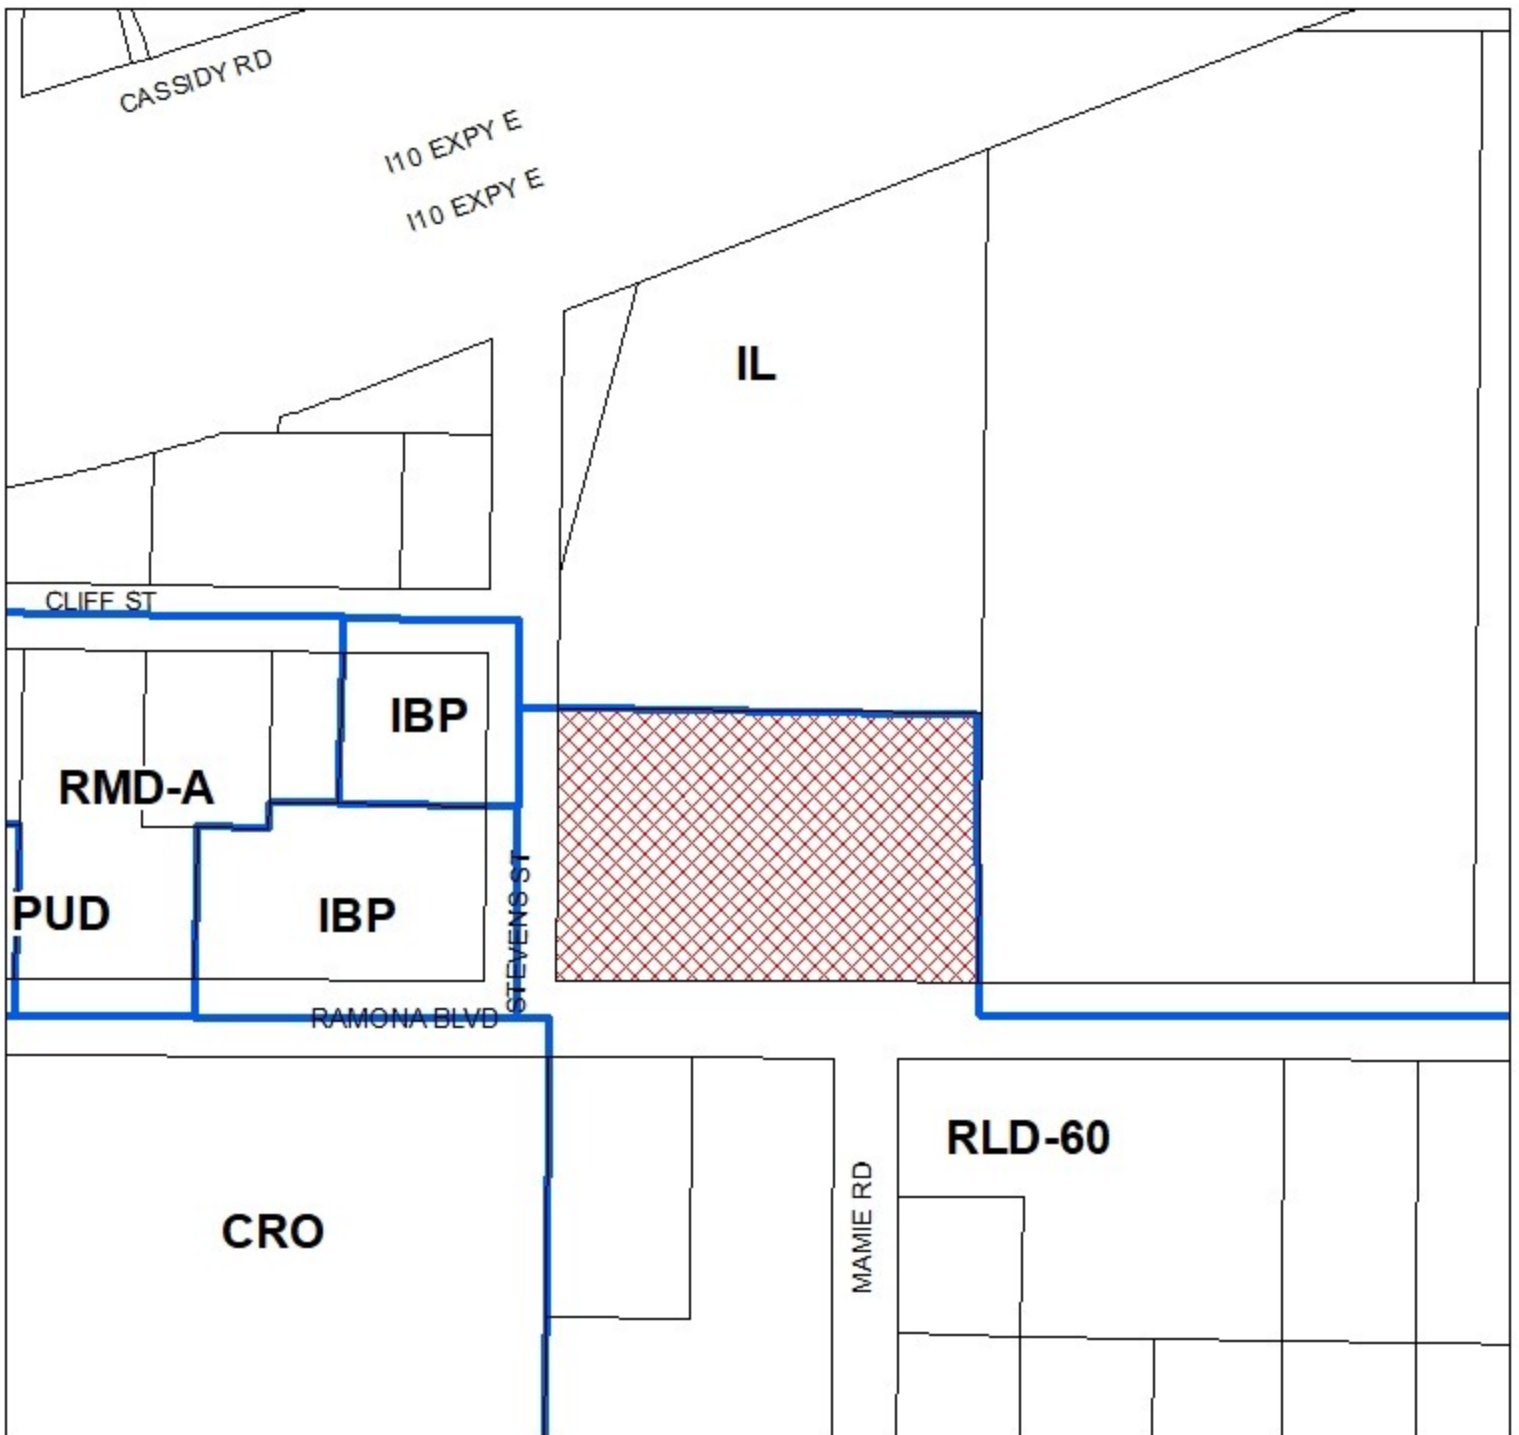 CASSIDY RD
I10 EXPY E
I10 EXPY E
IL
CLIFF ST
IBP
RMD-A
PUD
IBP
STEVENS ST
RAMONA BLVD
RLD-60
CRO
MAMIE RD